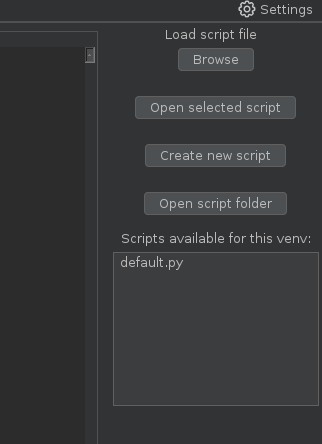 Settings
Load script file
Browse
Open selected script
Create new script
Open script folder
Scripts available for this venv:
default.py